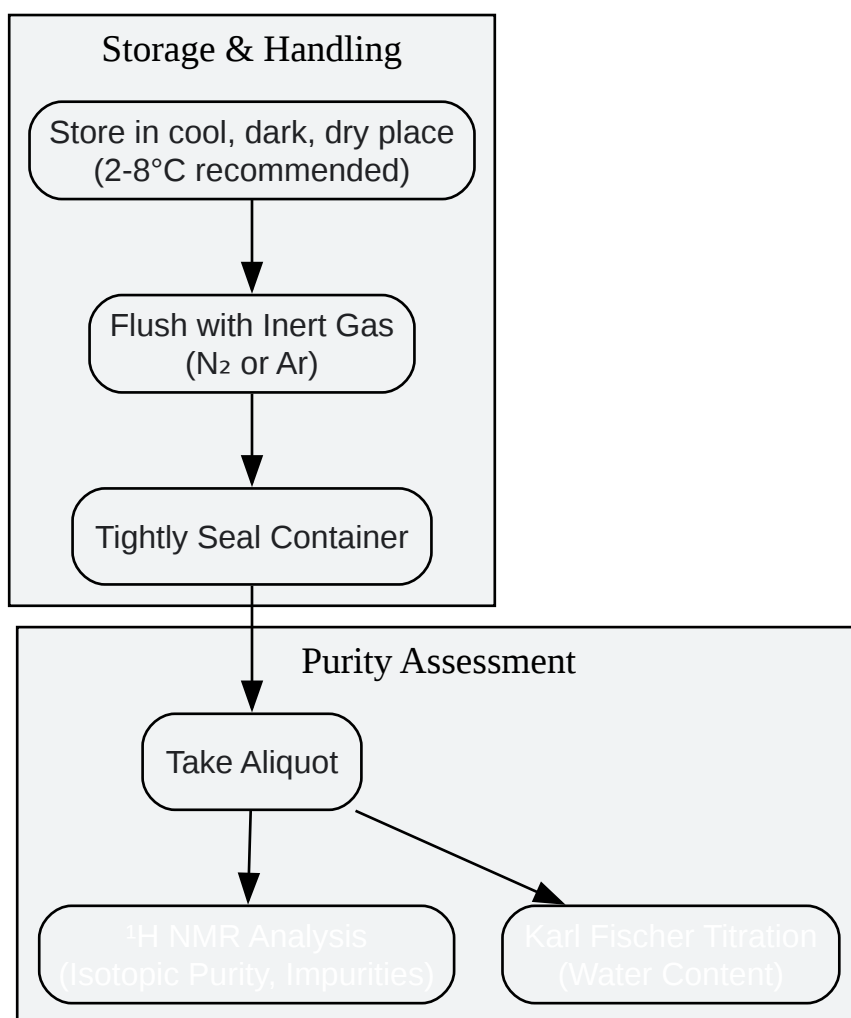 Storage & Handling
Store in cool, dark, dry place
(2-8°C recommended)
Flush with Inert Gas
(N₂ or Ar)
Tightly Seal Container
Purity Assessment
Take Aliquot
¹H NMR Analysis
(Isotopic Purity, Impurities)
Karl Fischer Titration
(Water Content)